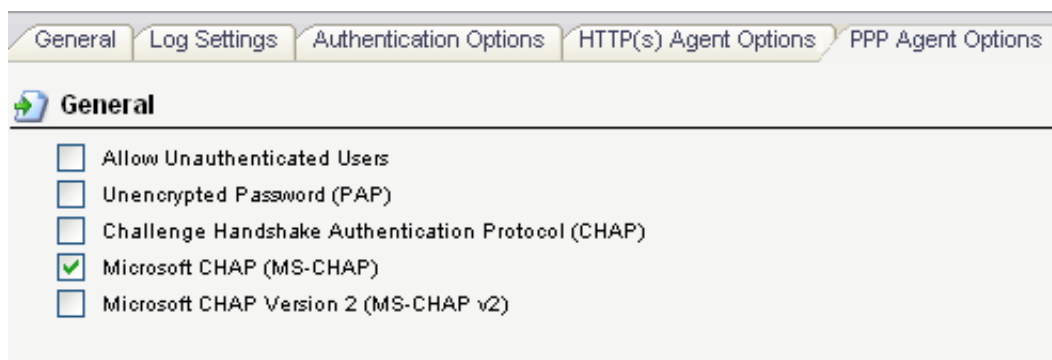 General Log Settings Authentication Options HTTP(s) Agent Options PPP Agent Options
General
Allow Unauthenticated Users
Unencrypted Password (PAP)
Challenge Handshake Authentication Protocol (CHAP)
Microsoft CHAP (MS-CHAP)
Microsoft CHAP Version 2 (MS-CHAP v2)